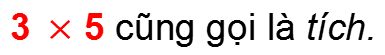 3 × 5 cũng gọi là tích.